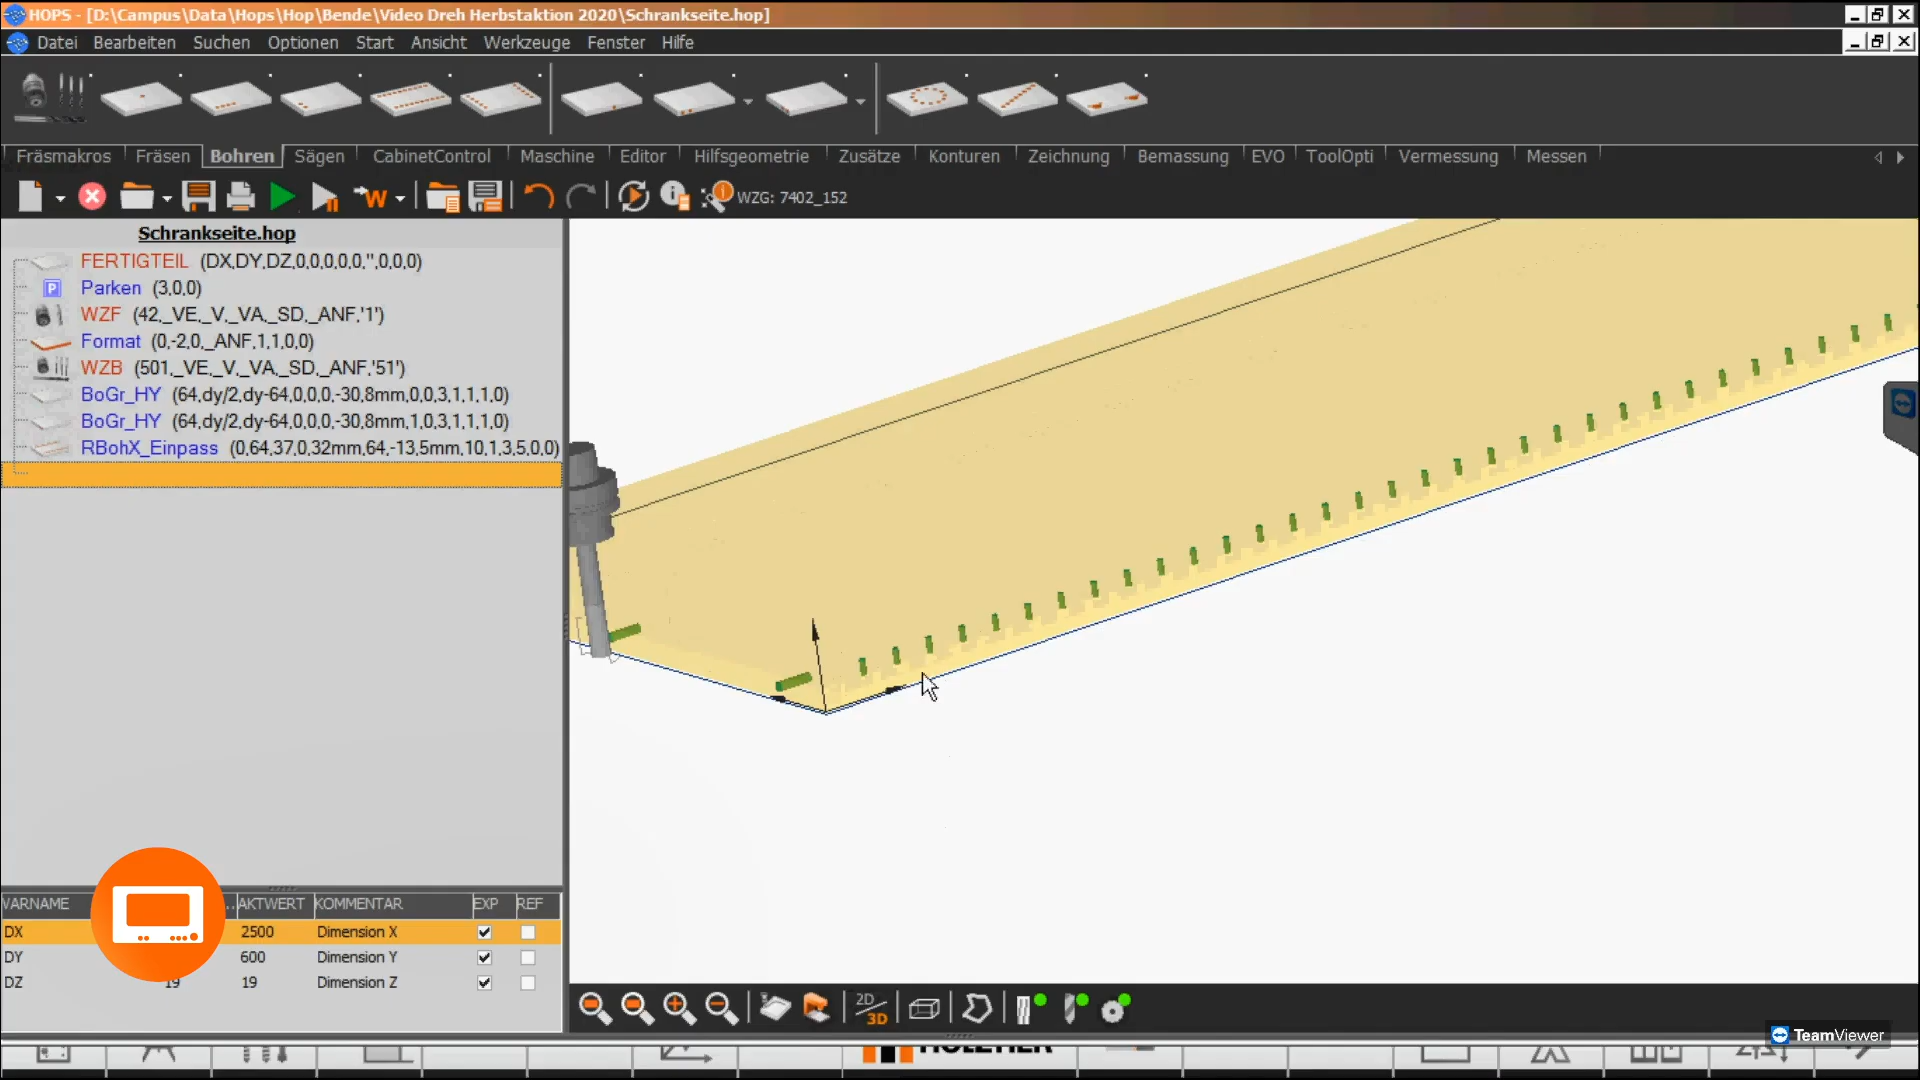 HOPS - [D:\Campus\Data\Hops\Hop\Bende\Video Dreh Herbstaktion 2020\Schrankseite.hop]
Datei Bearbeiten Suchen Optionen Start Ansicht Werkzeuge Fenster Hilfe
Fräsmakros Fräsen Bohren Sägen CabinetControl Maschine Editor Hilfsgeometrie Zusätze Konturen Zeichnung Bemassung EVO ToolOpti Vermessung Messen
W WZG: 7402_152
Schrankseite.hop
FERTIGTEIL (DX,DY,DZ,0,0,0,0,0,'',0,0,0)
P Parken (3,0,0)
WZF (42,_VE,_V,_VA,_SD,_ANF,'1')
Format (0,-2,0,_ANF,1,1,0,0)
WZB (501,_VE,_V,_VA,_SD,_ANF,'51')
BoGr_HY (64,dy/2,dy-64,0,0,0,-30,8mm,0,0,3,1,1,1,0)
BoGr_HY (64,dy/2,dy-64,0,0,0,-30,8mm,1,0,3,1,1,1,0)
RBohX_Einpass (0,64,37,0,32mm,64,-13,5mm,10,1,3,5,0,0)
VARNAME .. AKTWERT KOMMENTAR EXP REF
DX 2500 Dimension X
DY 600 Dimension Y
DZ 19 19 Dimension Z
2D 3D
TeamViewer
HOLZHER